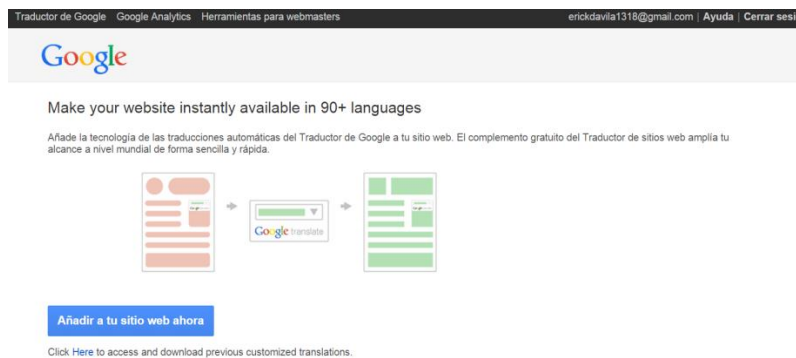 Traductor de Google Google Analytics Herramientas para webmasters erickdavila1318@gmail.com | Ayuda | Cerrar sesi
Google
Make your website instantly available in 90+ languages
Añade la tecnología de las traducciones automáticas del Traductor de Google a tu sitio web. El complemento gratuito del Traductor de sitios web amplía tu
alcance a nivel mundial de forma sencilla y rápida.
Google translate
Añadir a tu sitio web ahora
Click Here to access and download previous customized translations.